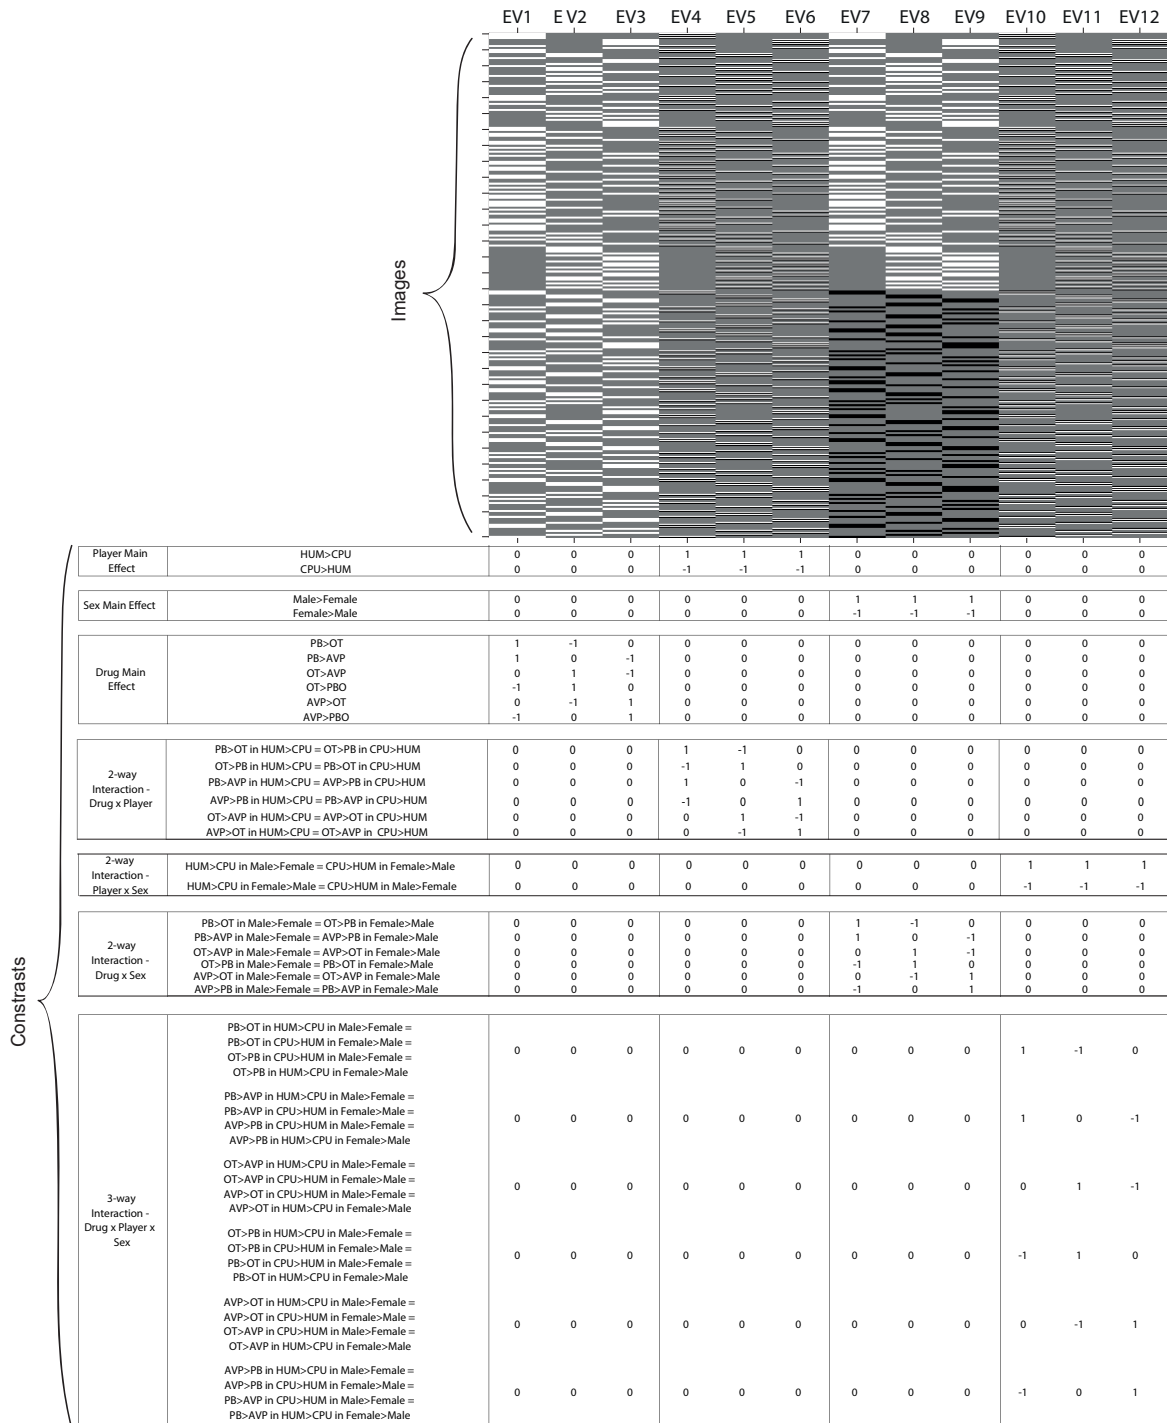 EV1 E V2 EV3 EV4 EV5 EV6 EV7 EV8 EV9 EV10 EV11 EV12
Images
Constrasts
Player Main
Effect
HUM>CPU 0 0 0 1 1 1 0 0 0 0 0 0
CPU>HUM 0 0 0 -1 -1 -1 0 0 0 0 0 0
Sex Main Effect
Male>Female 0 0 0 0 0 0 1 1 1 0 0 0
Female>Male 0 0 0 0 0 0 -1 -1 -1 0 0 0
Drug Main
Effect
PB>OT 1 -1 0 0 0 0 0 0 0 0 0 0
PB>AVP 1 0 -1 0 0 0 0 0 0 0 0 0
OT>AVP 0 1 -1 0 0 0 0 0 0 0 0 0
OT>PBO -1 1 0 0 0 0 0 0 0 0 0 0
AVP>OT 0 -1 1 0 0 0 0 0 0 0 0 0
AVP>PBO -1 0 1 0 0 0 0 0 0 0 0 0
2-way
Interaction -
Drug x Player
PB>OT in HUM>CPU = OT>PB in CPU>HUM 0 0 0 1 -1 0 0 0 0 0 0 0
OT>PB in HUM>CPU = PB>OT in CPU>HUM 0 0 0 -1 1 0 0 0 0 0 0 0
PB>AVP in HUM>CPU = AVP>PB in CPU>HUM 0 0 0 1 0 -1 0 0 0 0 0 0
AVP>PB in HUM>CPU = PB>AVP in CPU>HUM 0 0 0 -1 0 1 0 0 0 0 0 0
OT>AVP in HUM>CPU = AVP>OT in CPU>HUM 0 0 0 0 1 -1 0 0 0 0 0 0
AVP>OT in HUM>CPU = OT>AVP in CPU>HUM 0 0 0 0 -1 1 0 0 0 0 0 0
2-way
Interaction -
Player x Sex
HUM>CPU in Male>Female = CPU>HUM in Female>Male 0 0 0 0 0 0 0 0 0 1 1 1
HUM>CPU in Female>Male = CPU>HUM in Male>Female 0 0 0 0 0 0 0 0 0 -1 -1 -1
2-way
Interaction -
Drug x Sex
PB>OT in Male>Female = OT>PB in Female>Male 0 0 0 0 0 0 1 -1 0 0 0 0
PB>AVP in Male>Female = AVP>PB in Female>Male 0 0 0 0 0 0 1 0 -1 0 0 0
OT>AVP in Male>Female = AVP>OT in Female>Male 0 0 0 0 0 0 0 1 -1 0 0 0
OT>PB in Male>Female = PB>OT in Female>Male 0 0 0 0 0 0 -1 1 0 0 0 0
AVP>OT in Male>Female = OT>AVP in Female>Male 0 0 0 0 0 0 0 -1 1 0 0 0
AVP>PB in Male>Female = PB>AVP in Female>Male 0 0 0 0 0 0 -1 0 1 0 0 0
3-way
Interaction -
Drug x Player x
Sex
PB>OT in HUM>CPU in Male>Female =
PB>OT in CPU>HUM in Female>Male =
OT>PB in CPU>HUM in Male>Female =
OT>PB in HUM>CPU in Female>Male
0 0 0 0 0 0 0 0 0 1 -1 0
PB>AVP in HUM>CPU in Male>Female =
PB>AVP in CPU>HUM in Female>Male =
AVP>PB in CPU>HUM in Male>Female =
AVP>PB in HUM>CPU in Female>Male
0 0 0 0 0 0 0 0 0 1 0 -1
OT>AVP in HUM>CPU in Male>Female =
OT>AVP in CPU>HUM in Female>Male =
AVP>OT in CPU>HUM in Male>Female =
AVP>OT in HUM>CPU in Female>Male
0 0 0 0 0 0 0 0 0 0 1 -1
OT>PB in HUM>CPU in Male>Female =
OT>PB in CPU>HUM in Female>Male =
PB>OT in CPU>HUM in Male>Female =
PB>OT in HUM>CPU in Female>Male
0 0 0 0 0 0 0 0 0 -1 1 0
AVP>OT in HUM>CPU in Male>Female =
AVP>OT in CPU>HUM in Female>Male =
OT>AVP in CPU>HUM in Male>Female =
OT>AVP in HUM>CPU in Female>Male
0 0 0 0 0 0 0 0 0 0 -1 1
AVP>PB in HUM>CPU in Male>Female =
AVP>PB in CPU>HUM in Female>Male =
PB>AVP in CPU>HUM in Male>Female =
PB>AVP in HUM>CPU in Female>Male
0 0 0 0 0 0 0 0 0 -1 0 1